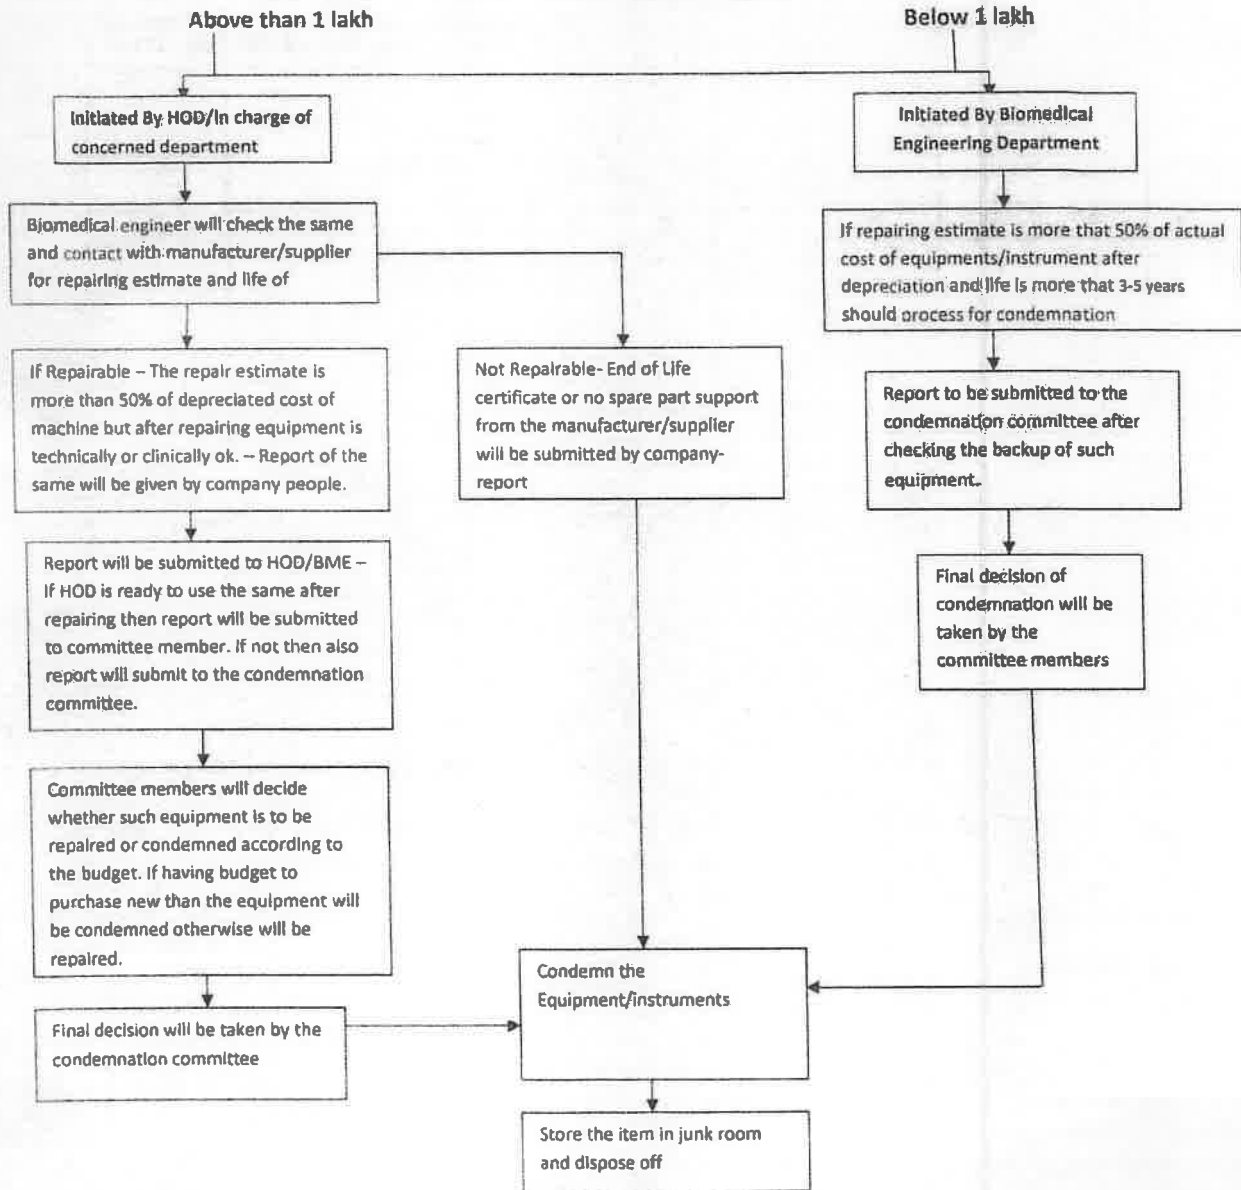 Above than 1 lakh
Below 1 lakh
Initiated By HOD/In charge of
concerned department
Initiated By Biomedical
Engineering Department
Biomedical engineer will check the same
and contact with manufacturer/supplier
for repairing estimate and life of
If repairing estimate is more that 50% of actual
cost of equipments/instrument after
depreciation and life is more that 3-5 years
should process for condemnation
If Repairable – The repair estimate is
more than 50% of depreciated cost of
machine but after repairing equipment is
technically or clinically ok. – Report of the
same will be given by company people.
Not Repairable- End of Life
certificate or no spare part support
from the manufacturer/supplier
will be submitted by company-
report
Report to be submitted to the
condemnation committee after
checking the backup of such
equipment.
Report will be submitted to HOD/BME –
If HOD is ready to use the same after
repairing then report will be submitted
to committee member. If not then also
report will submit to the condemnation
committee.
Final decision of
condemnation will be
taken by the
committee members
Committee members will decide
whether such equipment is to be
repaired or condemned according to
the budget. If having budget to
purchase new than the equipment will
be condemned otherwise will be
repaired.
Condemn the
Equipment/instruments
Final decision will be taken by the
condemnation committee
Store the item in junk room
and dispose off